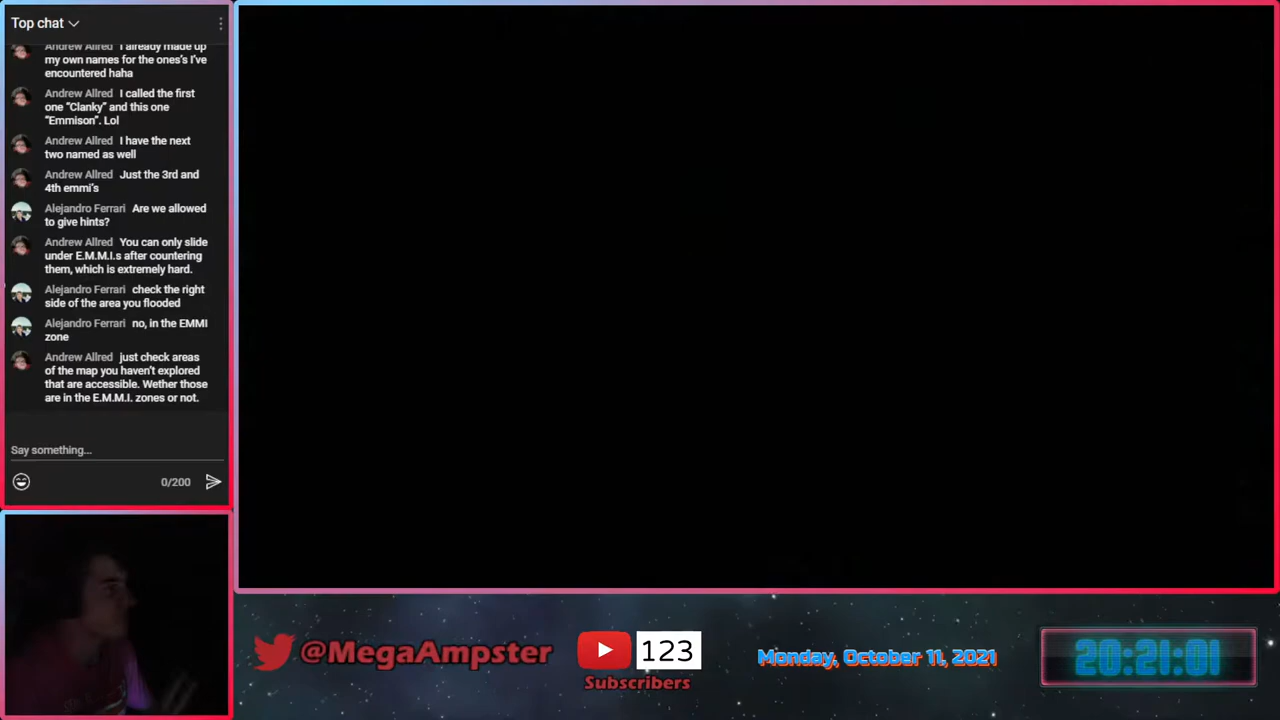 Top chat
Andrew Allred I already made up
my own names for the ones's I've
encountered haha
Andrew Allred I called the first
one “Clanky” and this one
“Emmison”. Lol
Andrew Allred I have the next
two named as well
Andrew Allred Just the 3rd and
4th emmi's
Alejandro Ferrari Are we allowed
to give hints?
Andrew Allred You can only slide
under E.M.M.I.s after countering
them, which is extremely hard.
Alejandro Ferrari check the right
side of the area you flooded
Alejandro Ferrari no, in the EMMI
zone
Andrew Allred just check areas
of the map you haven't explored
that are accessible. Wether those
are in the E.M.M.I. zones or not.
Say something...
0/200
@MegaAmpster
123
Subscribers
Monday, October 11, 2021
20:21:01